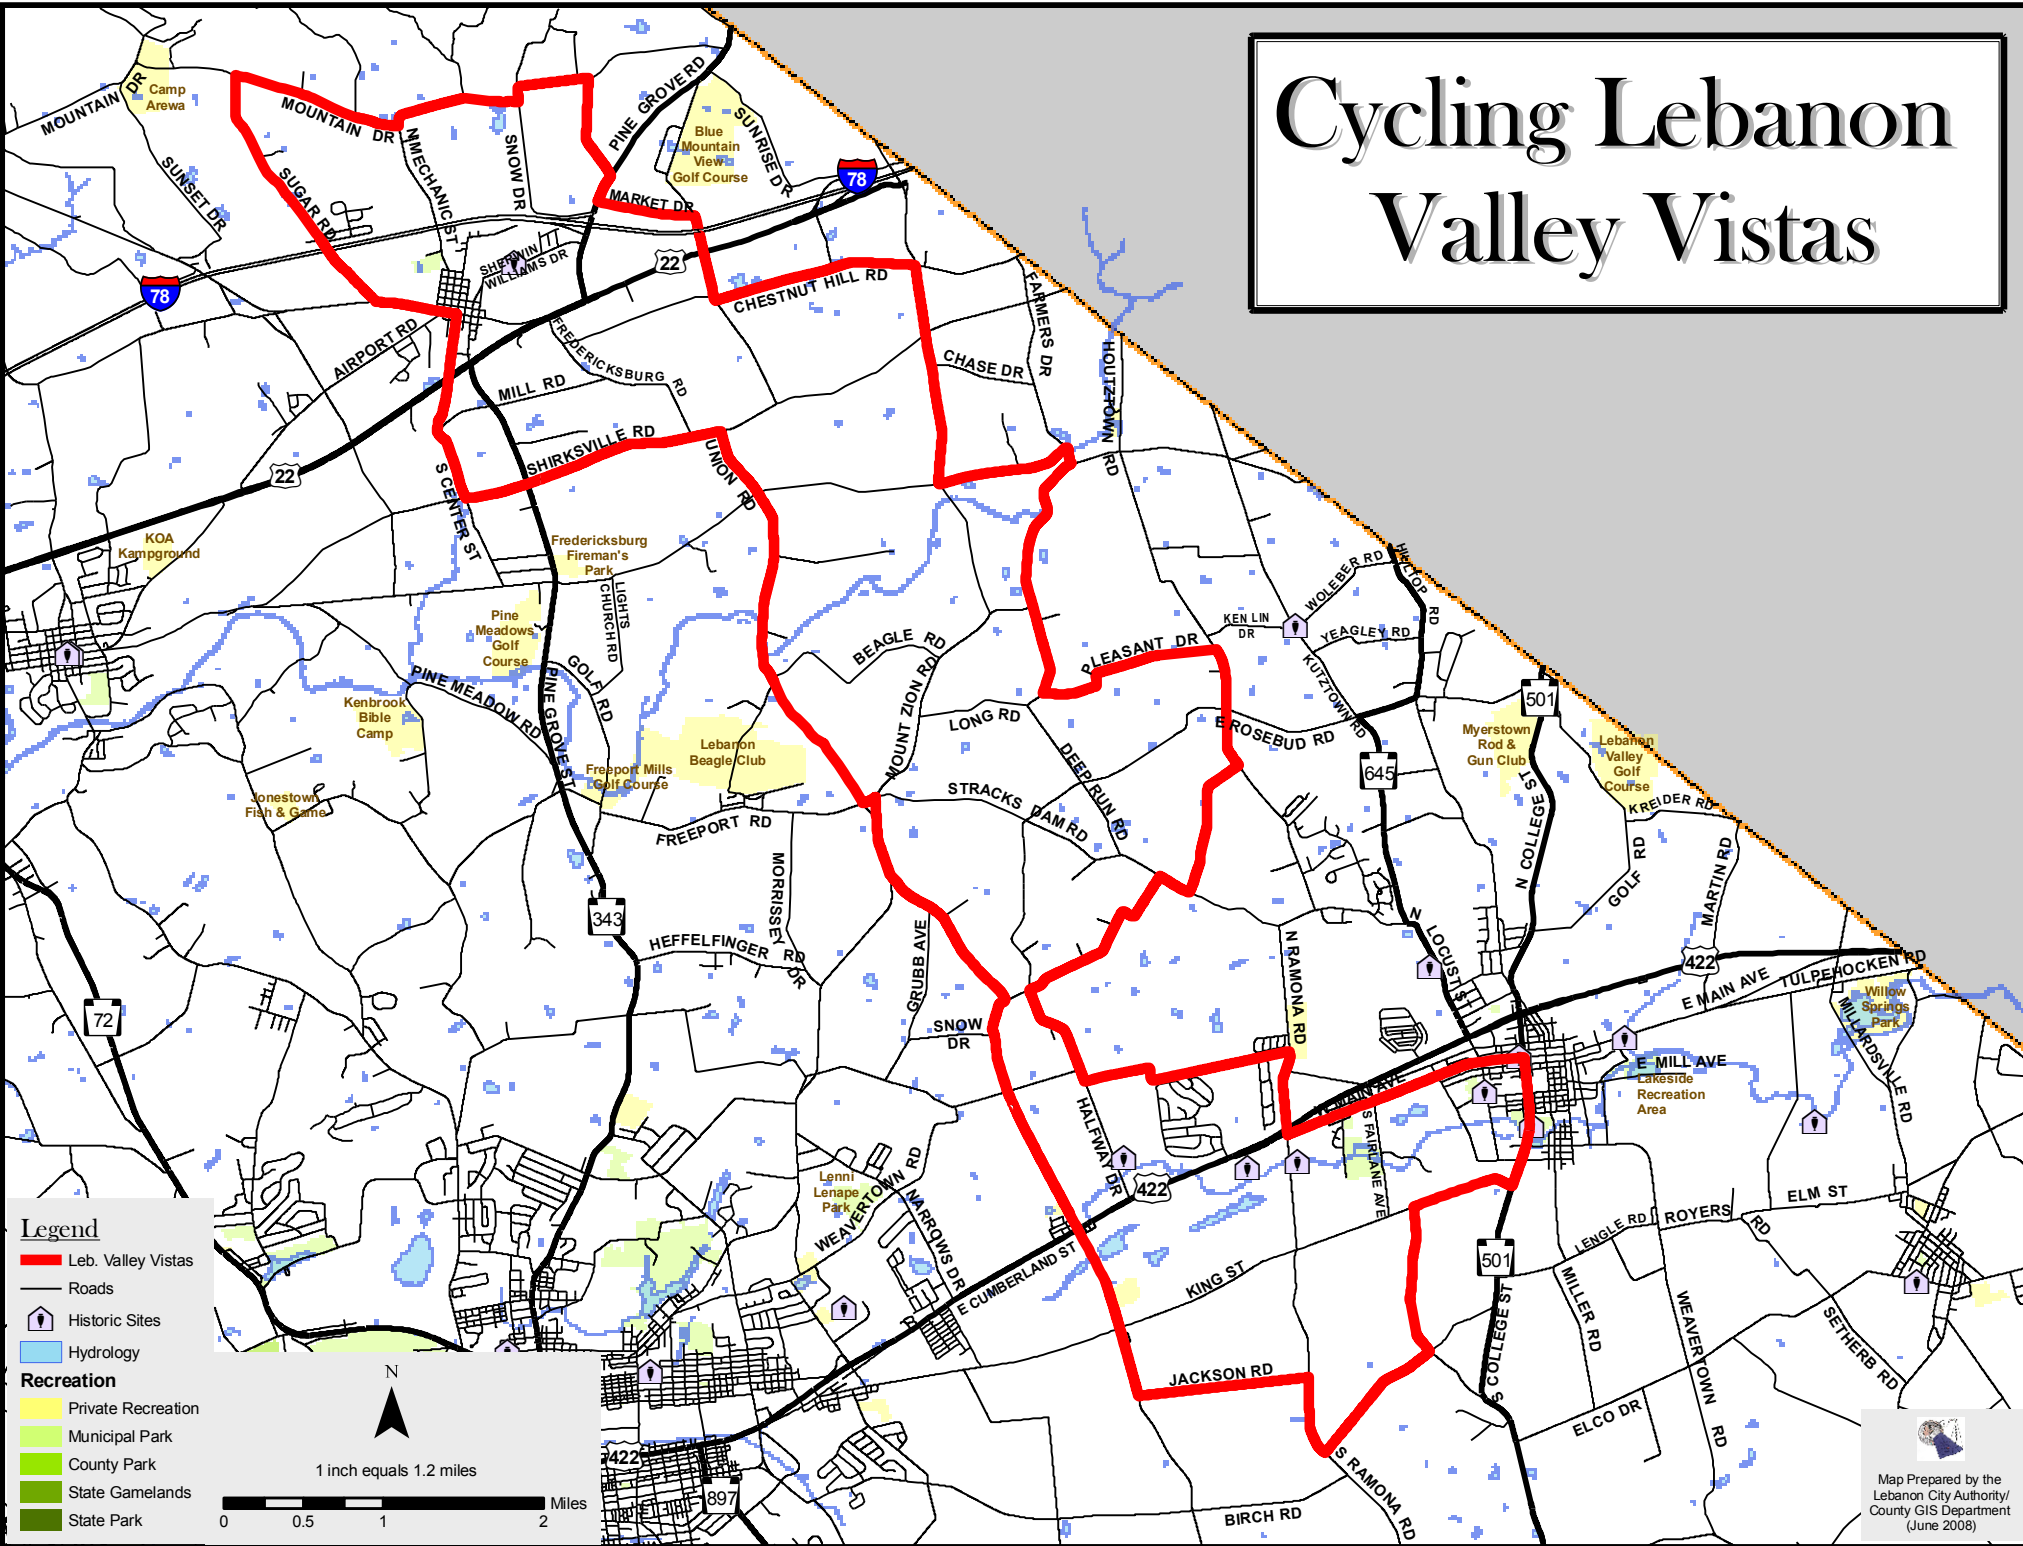 Cycling Lebanon
Valley Vistas
MOUNTAIN DR
Camp
Arewa
MOUNTAIN DR
N MECHANIC ST
SNOW DR
PINE GROVE RD
Blue
Mountain
View
Golf Course
SUNRISE DR
78
SUNSET DR
SUGAR RD
MARKET DR
SHERWIN
WILLIAMS DR
22
78
CHESTNUT HILL RD
FARMERS DR
AIRPORT RD
FREDERICKSBURG RD
MILL RD
CHASE DR
HOUTZTOWN RD
SHIRKSVILLE RD
UNION RD
22
S CENTER ST
KOA
Kampground
Fredericksburg
Fireman's
Park
LIGHTS
CHURCH RD
Pine
Meadows
Golf
Course
GOLF RD
PINE MEADOW RD
PINE GROVE ST
Kenbrook
Bible
Camp
BEAGLE RD
MOUNT ZION RD
PLEASANT DR
KEN LIN
DR
WOLEBER RD
HILLTOP RD
YEAGLEY RD
KUTZTOWN RD
501
LONG RD
E ROSEBUD RD
DEEP RUN RD
Lebanon
Beagle Club
Freeport Mills
Golf Course
Jonestown
Fish & Game
FREEPORT RD
STRACKS DAM RD
645
Myerstown
Rod &
Gun Club
Lebanon
Valley
Golf
Course
N COLLEGE ST
KREIDER RD
GOLF RD
MARTIN RD
MORRISSEY DR
343
HEFFELFINGER RD
GRUBB AVE
N RAMONA RD
N LOCUST ST
422
E MAIN AVE
TULPEHOCKEN RD
Willow
Springs
Park
MILLARDSVILLE RD
72
SNOW
DR
E MILL AVE
Lakeside
Recreation
Area
W MAIN AVE
S FAIRLANE AVE
HALFWAY DR
422
Lenni
Lenape
Park
WEAVERTOWN RD
NARROWS DR
E CUMBERLAND ST
KING ST
501
LENGLE RD
ROYERS RD
ELM ST
MILLER RD
WEAVERTOWN RD
SETHERB RD
S COLLEGE ST
ELCO DR
JACKSON RD
S RAMONA RD
BIRCH RD
422
897
Legend
Leb. Valley Vistas
Roads
Historic Sites
Hydrology
Recreation
Private Recreation
Municipal Park
County Park
State Gamelands
State Park
N
1 inch equals 1.2 miles
Miles
0 0.5 1 2
Map Prepared by the
Lebanon City Authority/
County GIS Department
(June 2008)